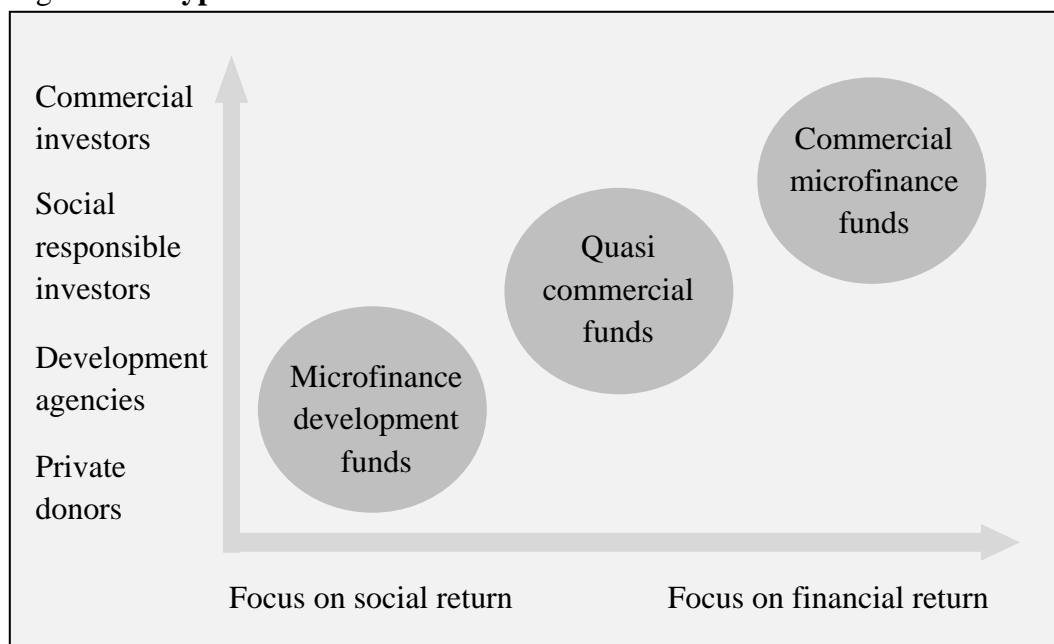 Commercial
investors
Social
responsible
investors
Development
agencies
Private
donors
Commercial
microfinance
funds
Quasi
commercial
funds
Microfinance
development
funds
Focus on social return
Focus on financial return